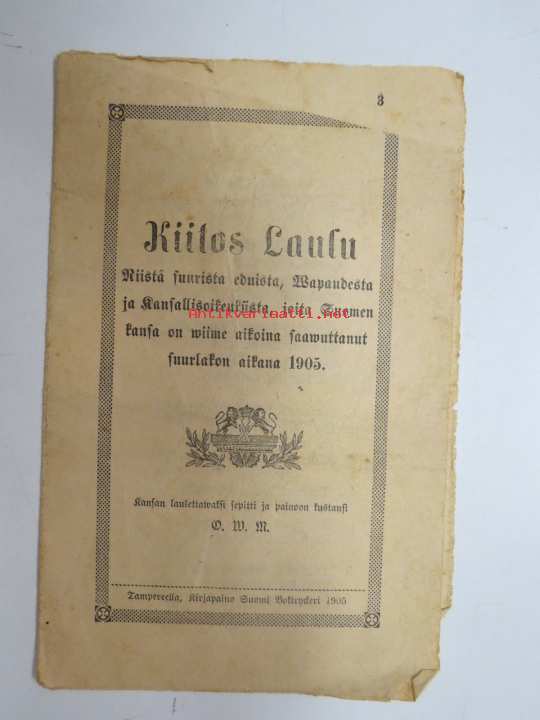 3
Kiitos Laulu
Niistä suurista eduista, Wapaudesta
ja Kansallisoikeuksista, joita Suomen
kansa on wiime aikoina saawuttanut
suurlakon aikana 1905.
Antikvariaatti.net
Kansan laulettawaksi sepitti ja painoon kustansi
O. W. M.
Tampereella, Kirjapaino Suomi Boktryckeri 1905